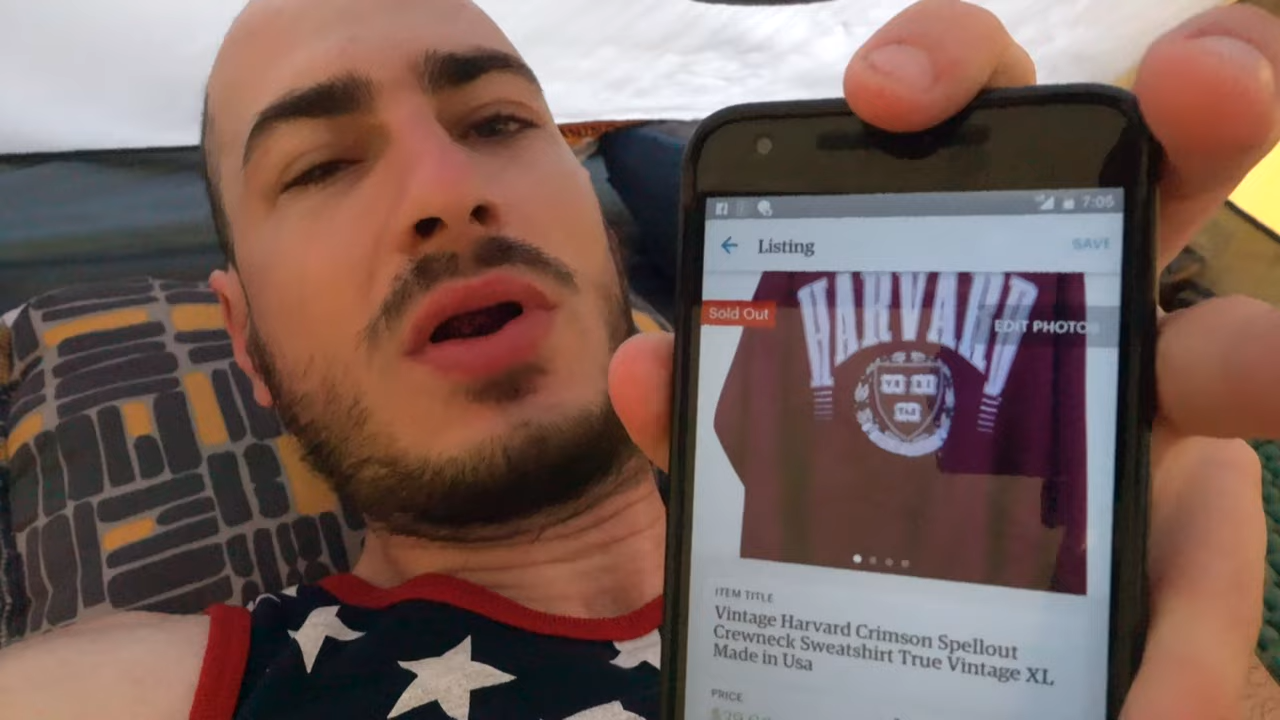 7:05
Listing
SAVE
Sold Out
HARVARD
EDIT PHOTOS
VE RI
TAS
ITEM TITLE
Vintage Harvard Crimson Spellout
Crewneck Sweatshirt True Vintage XL
Made in Usa
PRICE